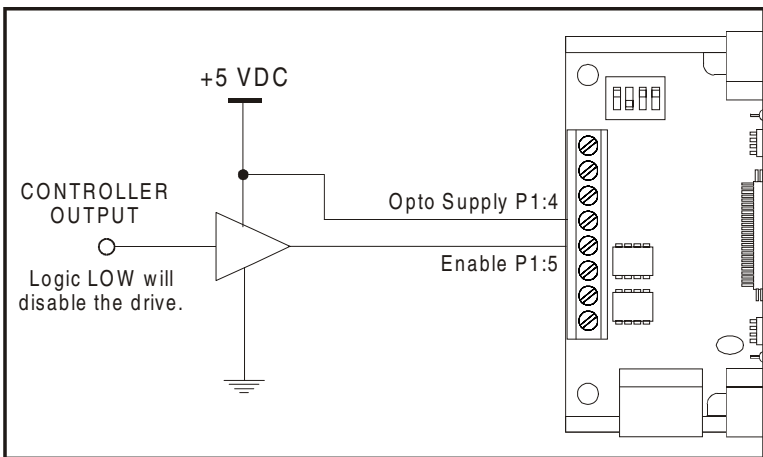 +5 VDC
CONTROLLER
OUTPUT
Logic LOW will
disable the drive.
Opto Supply P1:4
Enable P1:5